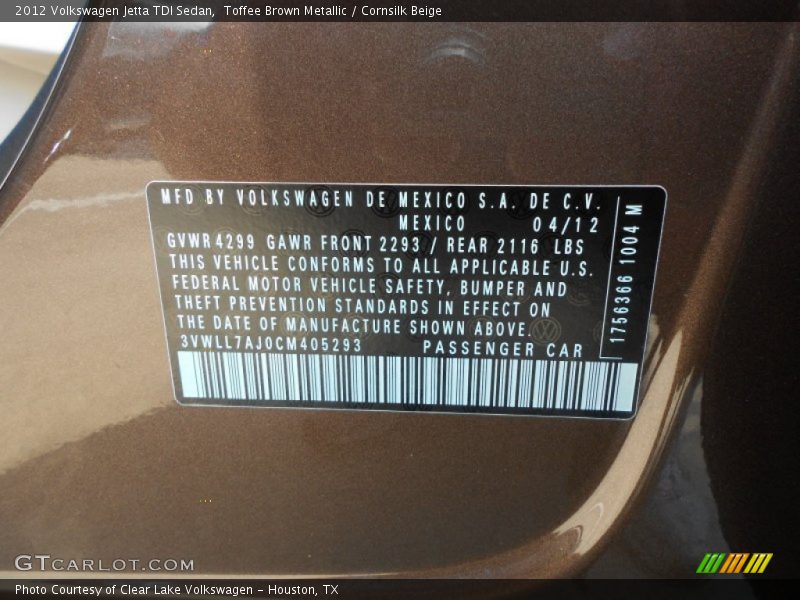 2012 Volkswagen Jetta TDI Sedan,  Toffee Brown Metallic / Cornsilk Beige
MFD BY VOLKSWAGEN DE MEXICO S.A. DE C.V.
MEXICO 04/12
GVWR 4299 GAWR FRONT 2293 / REAR 2116 LBS
THIS VEHICLE CONFORMS TO ALL APPLICABLE U.S.
FEDERAL MOTOR VEHICLE SAFETY, BUMPER AND
THEFT PREVENTION STANDARDS IN EFFECT ON
THE DATE OF MANUFACTURE SHOWN ABOVE.
3VWLL7AJ0CM405293 PASSENGER CAR
1756366 1004 M
GTCARLOT.COM
Photo Courtesy of Clear Lake Volkswagen - Houston, TX